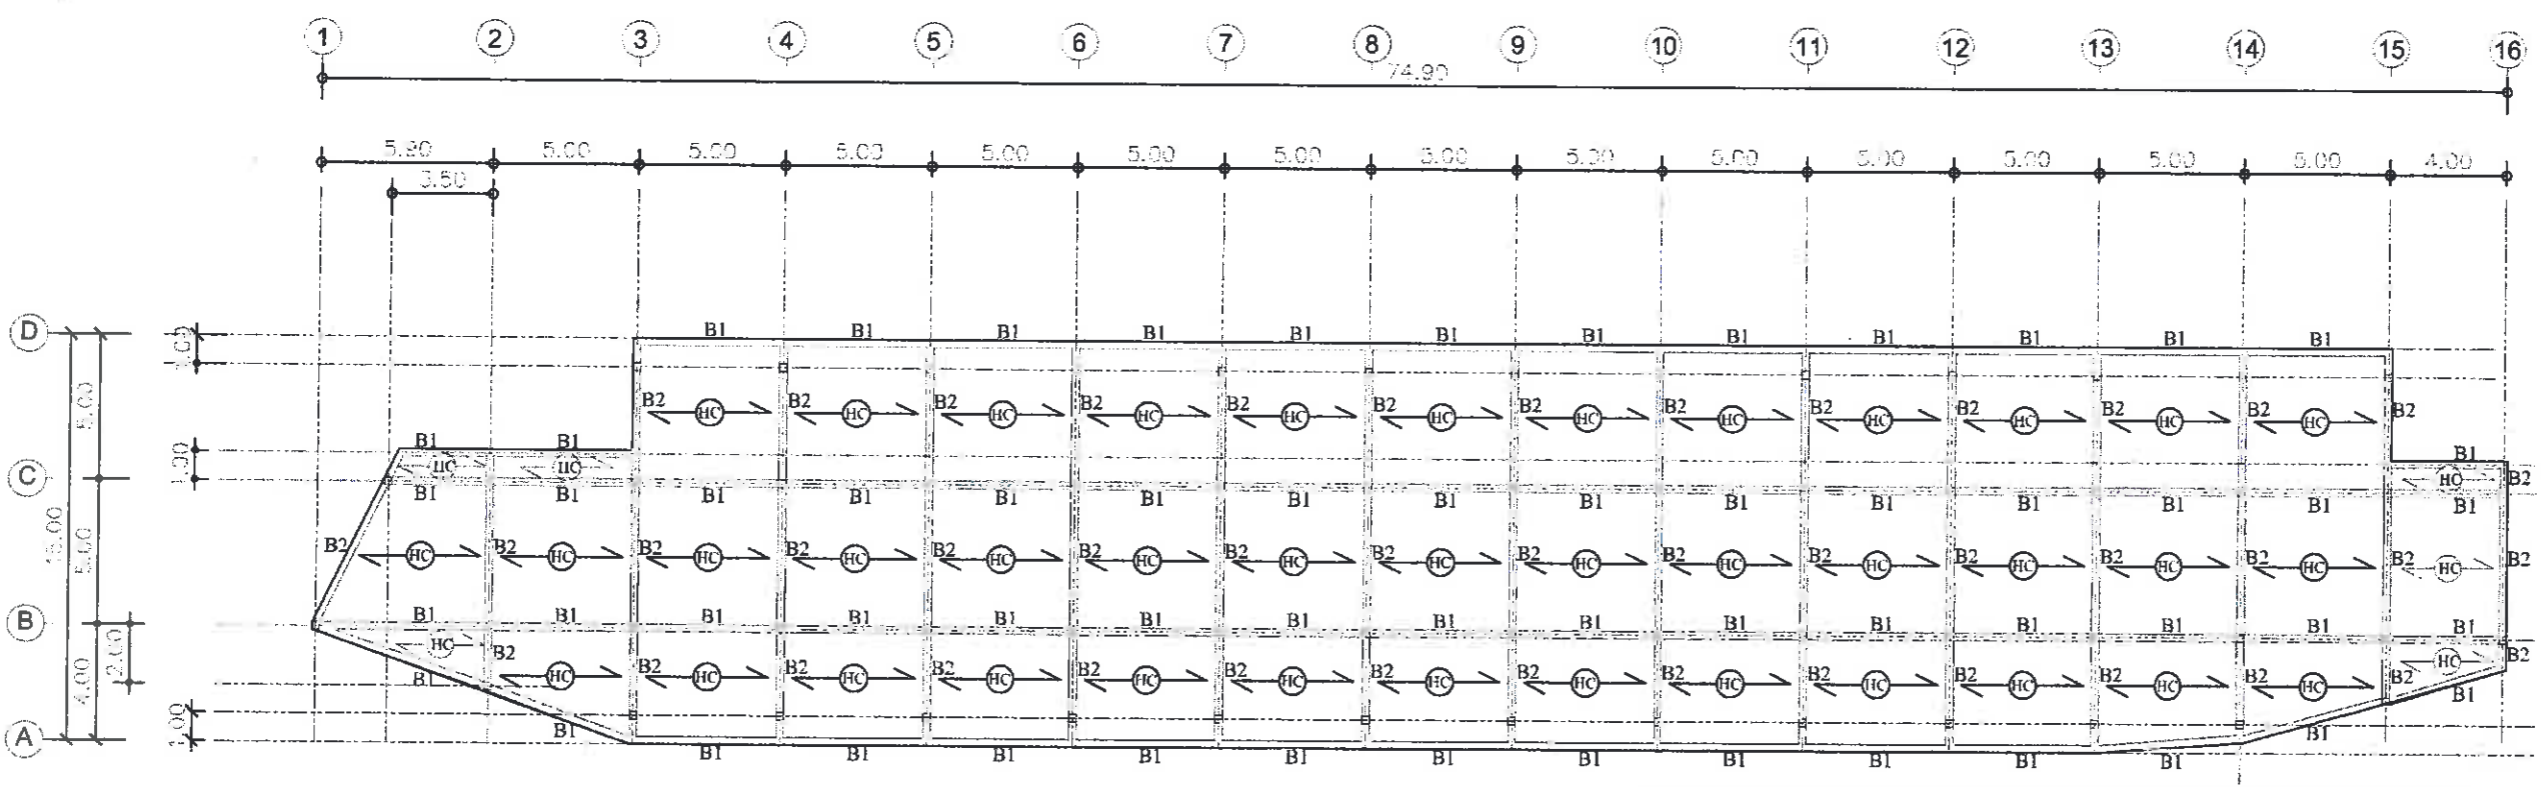 1 2 3 4 5 6 7 8 9 10 11 12 13 14 15 16
74.90
5.90 5.00 5.00 5.00 5.00 5.00 5.00 5.00 5.00 5.00 5.00 5.00 5.00 5.00 4.00
3.50
D
1.00
B1 B1 B1 B1 B1 B1 B1 B1 B1 B1 B1 B1
5.00
B2 HC B2 HC B2 HC B2 HC B2 HC B2 HC B2 HC B2 HC B2 HC B2 HC B2 HC B2 HC B2
B1 B1 B1
C
1.00
HC HC HC B2
B1 B1 B1 B1 B1 B1 B1 B1 B1 B1 B1 B1 B1 B1 B1
5.00
B2 HC B2 HC B2 HC B2 HC B2 HC B2 HC B2 HC B2 HC B2 HC B2 HC B2 HC B2 HC B2 HC B2 HC B2 HC B2
B
B1 B1 B1 B1 B1 B1 B1 B1 B1 B1 B1 B1 B1 B1 B1
4.00
2.00
HC B2 HC B2 HC B2 HC B2 HC B2 HC B2 HC B2 HC B2 HC B2 HC B2 HC B2 HC B2 HC B2 HC B2 HC B2
A
1.00
B1 B1 B1 B1 B1 B1 B1 B1 B1 B1 B1 B1 B1 B1 B1